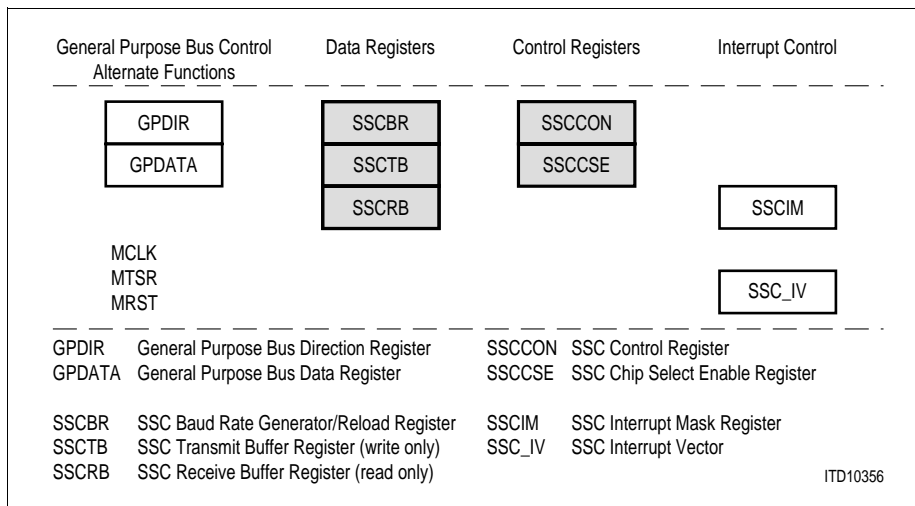 General Purpose Bus Control Data Registers Control Registers Interrupt Control
Alternate Functions
GPDIR SSCBR SSCCON
GPDATA SSCTB SSCCSE
SSCRB SSCIM
MCLK
MTSR
MRST
SSC_IV
GPDIR General Purpose Bus Direction Register SSCCON SSC Control Register
GPDATA General Purpose Bus Data Register SSCCSE SSC Chip Select Enable Register
SSCBR SSC Baud Rate Generator/Reload Register SSCIM SSC Interrupt Mask Register
SSCTB SSC Transmit Buffer Register (write only) SSC_IV SSC Interrupt Vector
SSCRB SSC Receive Buffer Register (read only)
ITD10356